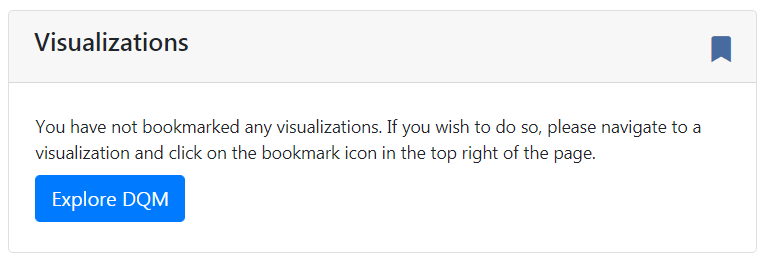 Visualizations
You have not bookmarked any visualizations. If you wish to do so, please navigate to a
visualization and click on the bookmark icon in the top right of the page.
Explore DQM